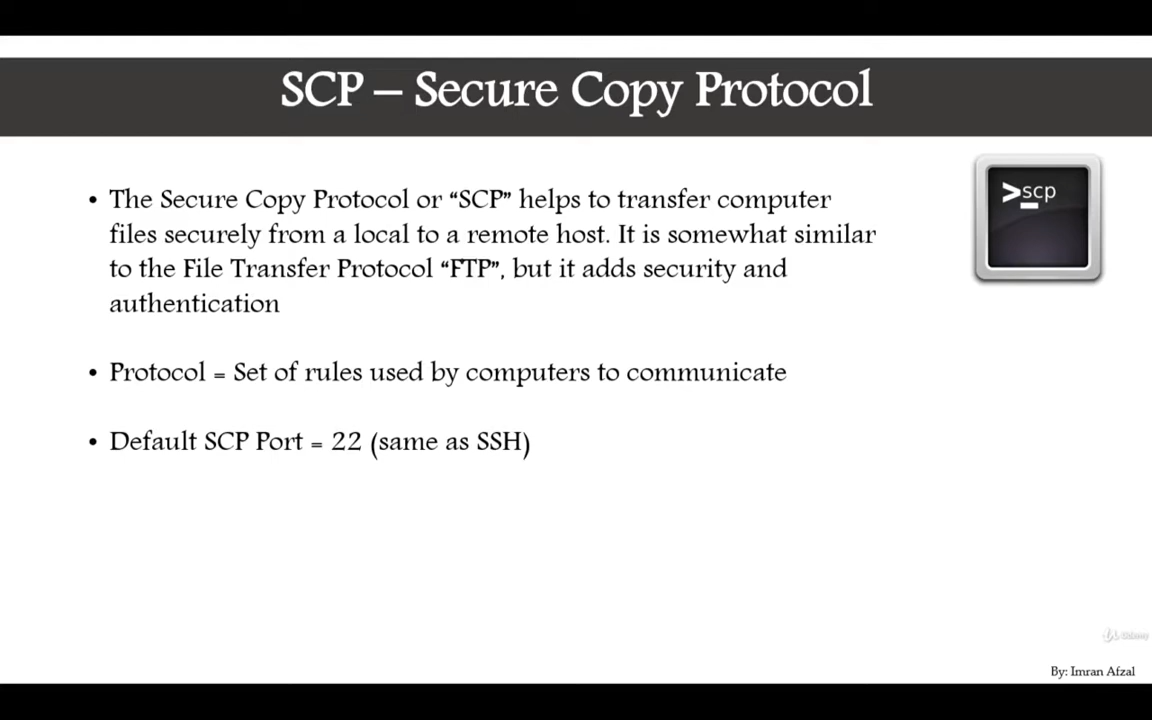 SCP – Secure Copy Protocol
>scp
• The Secure Copy Protocol or “SCP” helps to transfer computer
files securely from a local to a remote host. It is somewhat similar
to the File Transfer Protocol “FTP”, but it adds security and
authentication
• Protocol = Set of rules used by computers to communicate
• Default SCP Port = 22 (same as SSH)
Udemy
By: Imran Afzal